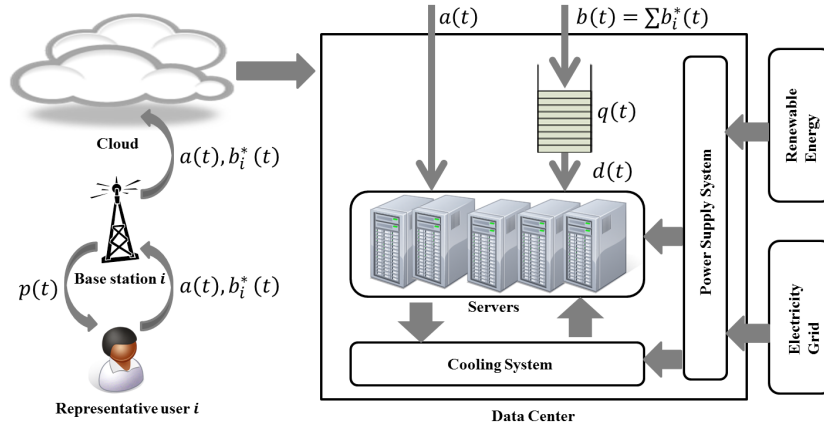 a(t)
b(t) = ∑b_i^*(t)
q(t)
d(t)
Cloud
a(t), b_i^*(t)
Base station i
p(t)
a(t), b_i^*(t)
Representative user i
Servers
Cooling System
Data Center
Power Supply System
Renewable
Energy
Electricity
Grid